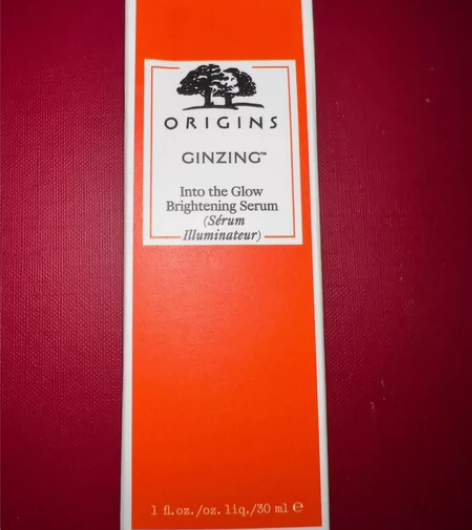 ORIGINS
GINZING™
Into the Glow
Brightening Serum
(Sérum
Illuminateur)
1 fl.oz./oz. liq./30 ml ℮